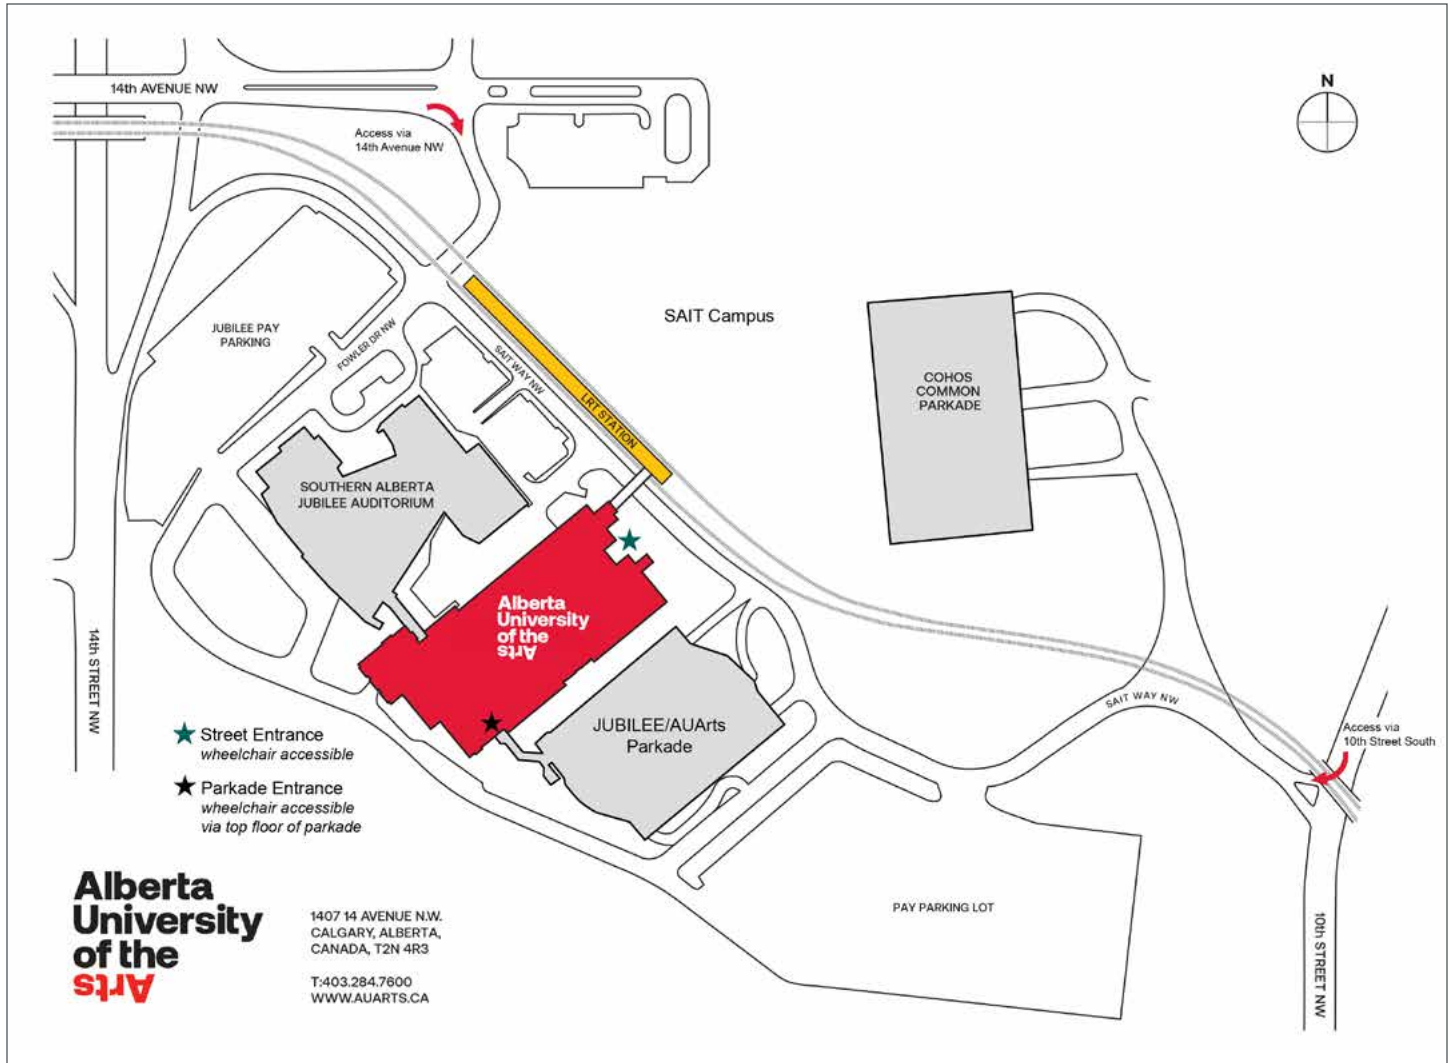 14th AVENUE NW
Access via
14th Avenue NW
N
JUBILEE PAY
PARKING
FOWLER DR NW
SAIT WAY NW
LRT STATION
SAIT Campus
COHOS
COMMON
PARKADE
SOUTHERN ALBERTA
JUBILEE AUDITORIUM
Alberta
University
of the
Arts
14th STREET NW
JUBILEE/AUArts
Parkade
SAIT WAY NW
Access via
10th Street South
Street Entrance
wheelchair accessible
Parkade Entrance
wheelchair accessible
via top floor of parkade
PAY PARKING LOT
10th STREET NW
Alberta
University
of the
Arts
1407 14 AVENUE N.W.
CALGARY, ALBERTA,
CANADA, T2N 4R3
T:403.284.7600
WWW.AUARTS.CA